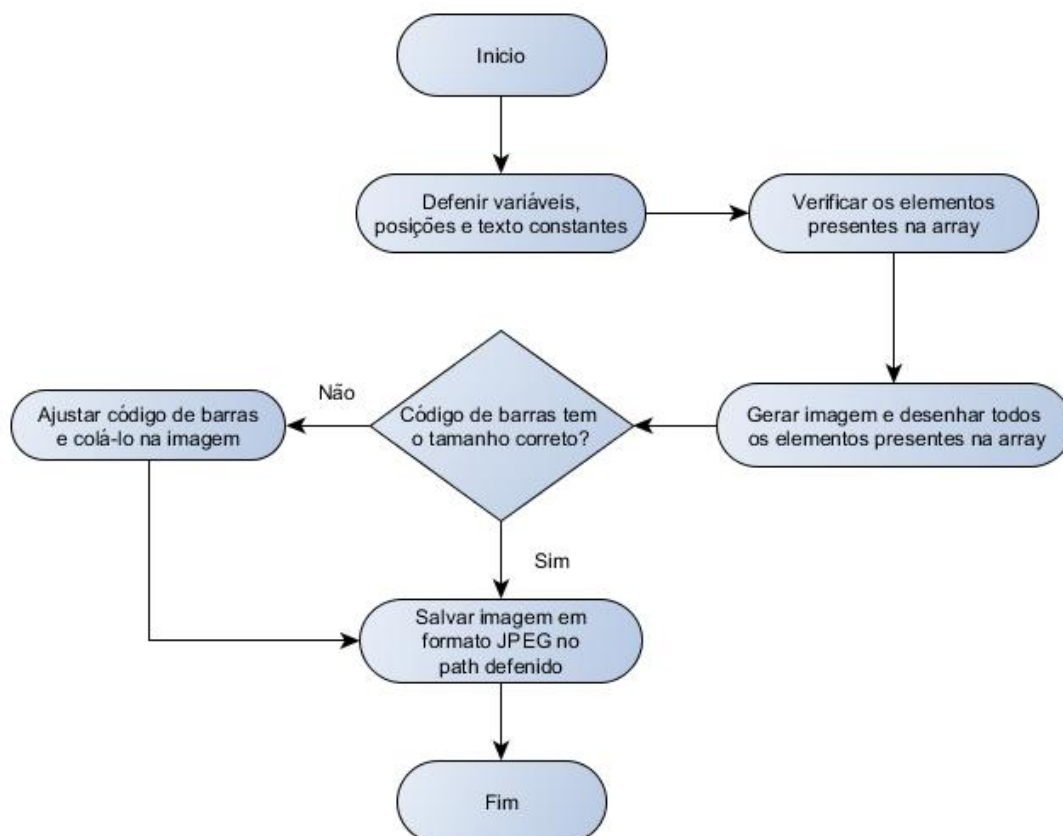 Inicio
Defenir variáveis,
posições e texto constantes
Verificar os elementos
presentes na array
Gerar imagem e desenhar todos
os elementos presentes na array
Código de barras tem
o tamanho correto?
Não
Ajustar código de barras
e colá-lo na imagem
Sim
Salvar imagem em
formato JPEG no
path defenido
Fim